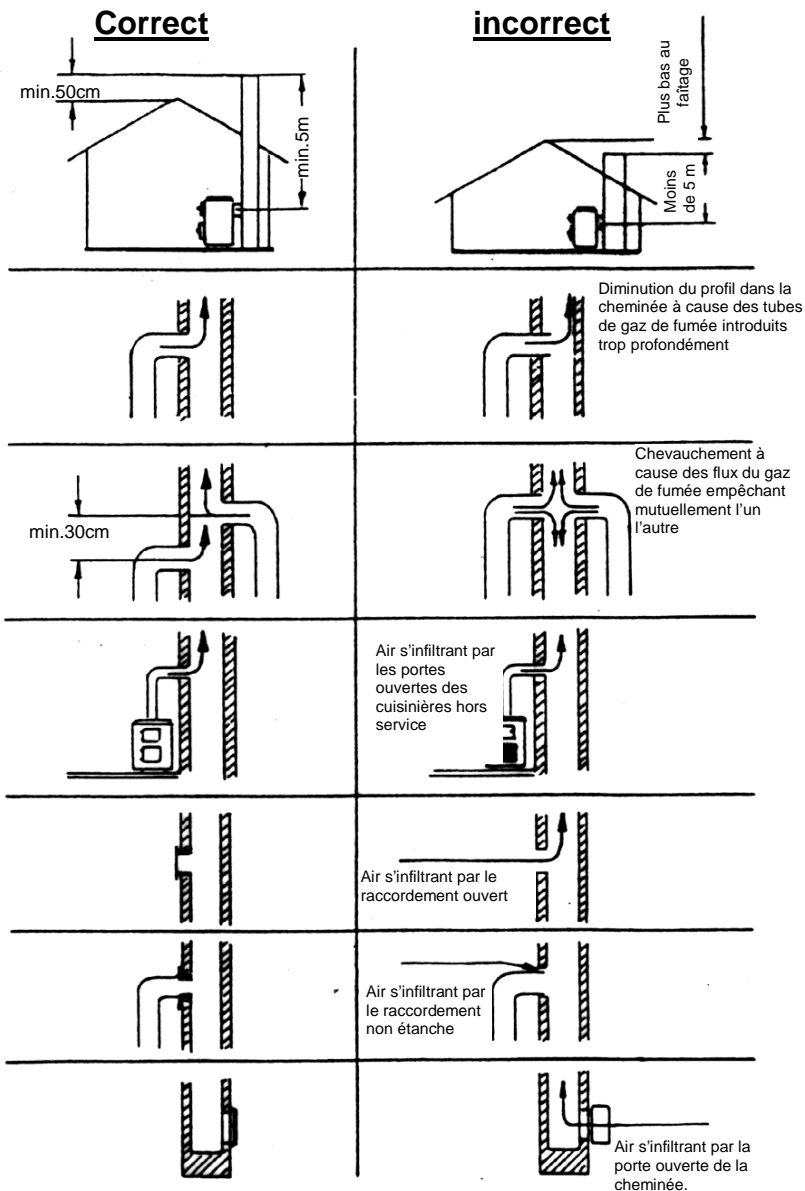 Correct
incorrect
min.50cm
min.5m
Plus bas au
faîtage
Moins
de 5 m
Diminution du profil dans la
cheminée à cause des tubes
de gaz de fumée introduits
trop profondément
min.30cm
Chevauchement à
cause des flux du gaz
de fumée empêchant
mutuellement l’un
l’autre
Air s’infiltrant par
les portes
ouvertes des
cuisinières hors
service
Air s’infiltrant par le
raccordement ouvert
Air s’infiltrant par
le raccordement
non étanche
Air s’infiltrant par la
porte ouverte de la
cheminée.